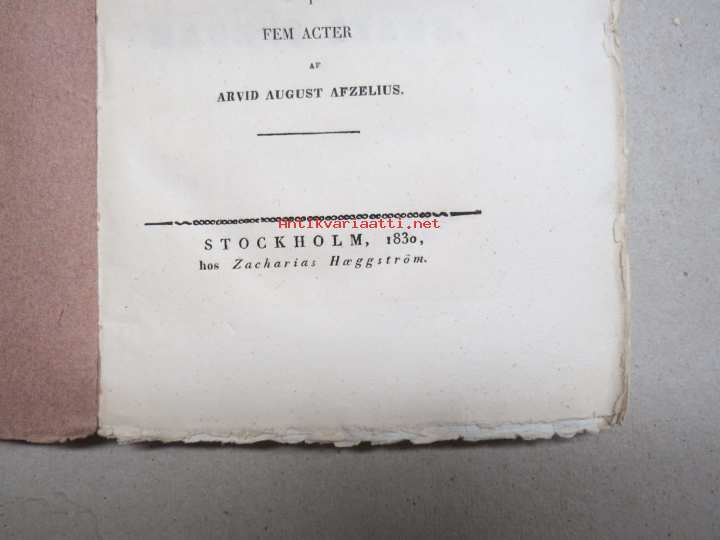 I
FEM ACTER
AF
ARVID AUGUST AFZELIUS.
Antikvariaatti.net
STOCKHOLM, 1830,
hos Zacharias Hæggström.